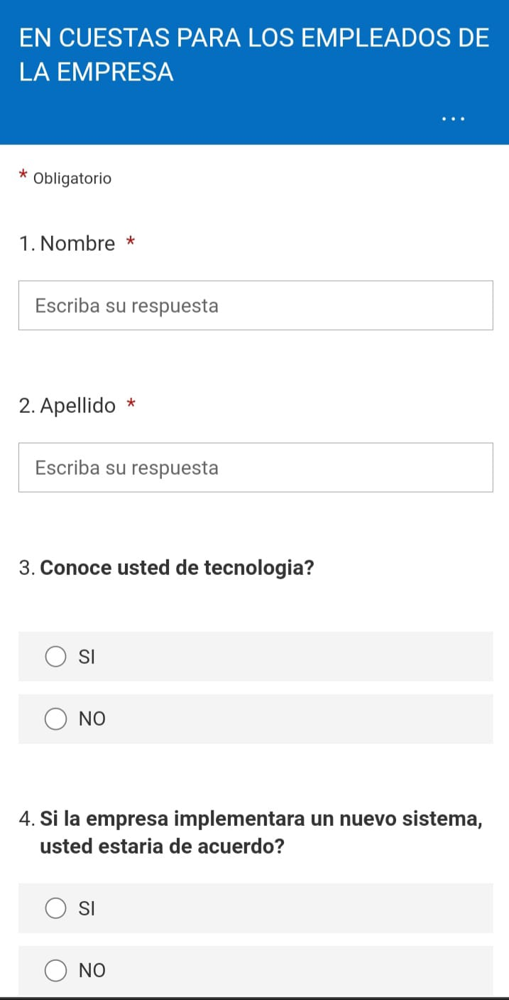 EN CUESTAS PARA LOS EMPLEADOS DE
LA EMPRESA
...
* Obligatorio
1. Nombre *
Escriba su respuesta
2. Apellido *
Escriba su respuesta
3. Conoce usted de tecnologia?
SI
NO
4. Si la empresa implementara un nuevo sistema,
usted estaria de acuerdo?
SI
NO